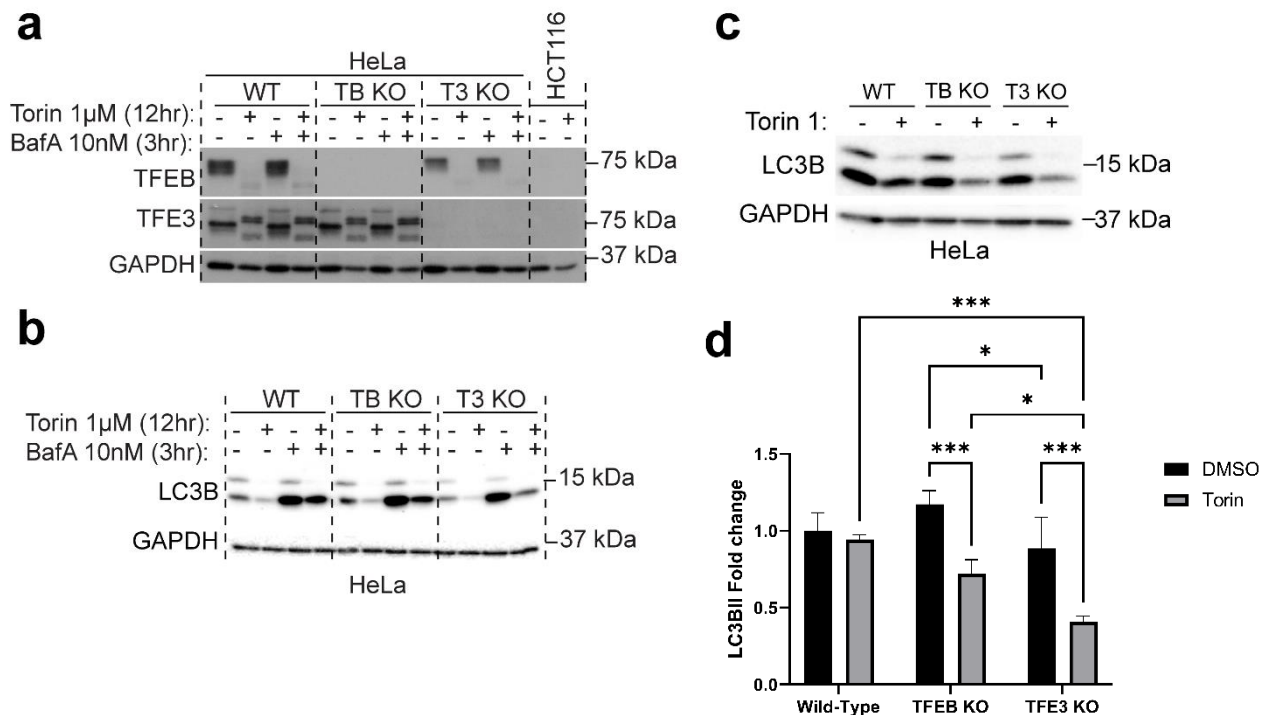 a
HeLa
HCT116
WT TB KO T3 KO
Torin 1µM (12hr): - + - + - + - + - + - + - +
BafA 10nM (3hr): - - + + - - + + - - + + - -
TFEB
75 kDa
TFE3
75 kDa
GAPDH
37 kDa
b
WT TB KO T3 KO
Torin 1µM (12hr): - + - + - + - + - + - +
BafA 10nM (3hr): - - + + - - + + - - + +
LC3B
15 kDa
GAPDH
37 kDa
HeLa
c
WT TB KO T3 KO
Torin 1: - + - + - +
LC3B
15 kDa
GAPDH
37 kDa
HeLa
d
***
*
*
*** ***
LC3BII Fold change
1.5
1.0
0.5
0.0
Wild-Type TFEB KO TFE3 KO
DMSO
Torin